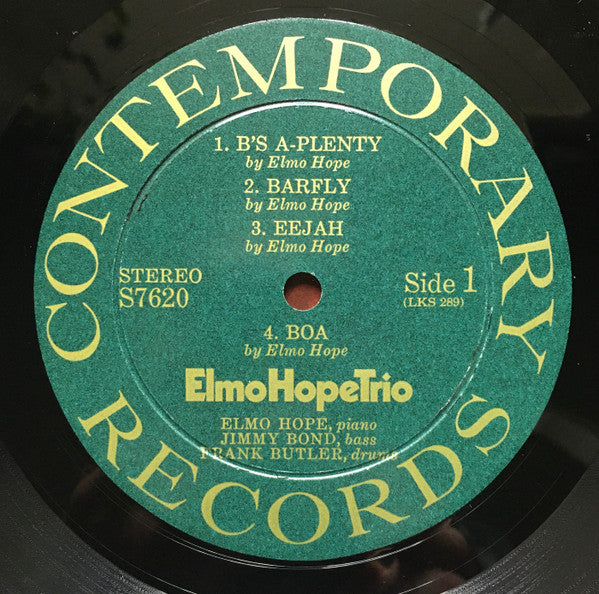 CONTEMPORARY
1. B'S A-PLENTY
by Elmo Hope
2. BARFLY
by Elmo Hope
3. EEJAH
by Elmo Hope
STEREO
S7620
Side 1
(LKS 289)
4. BOA
by Elmo Hope
ElmoHopeTrio
ELMO HOPE, piano
JIMMY BOND, bass
FRANK BUTLER, drums
RECORDS